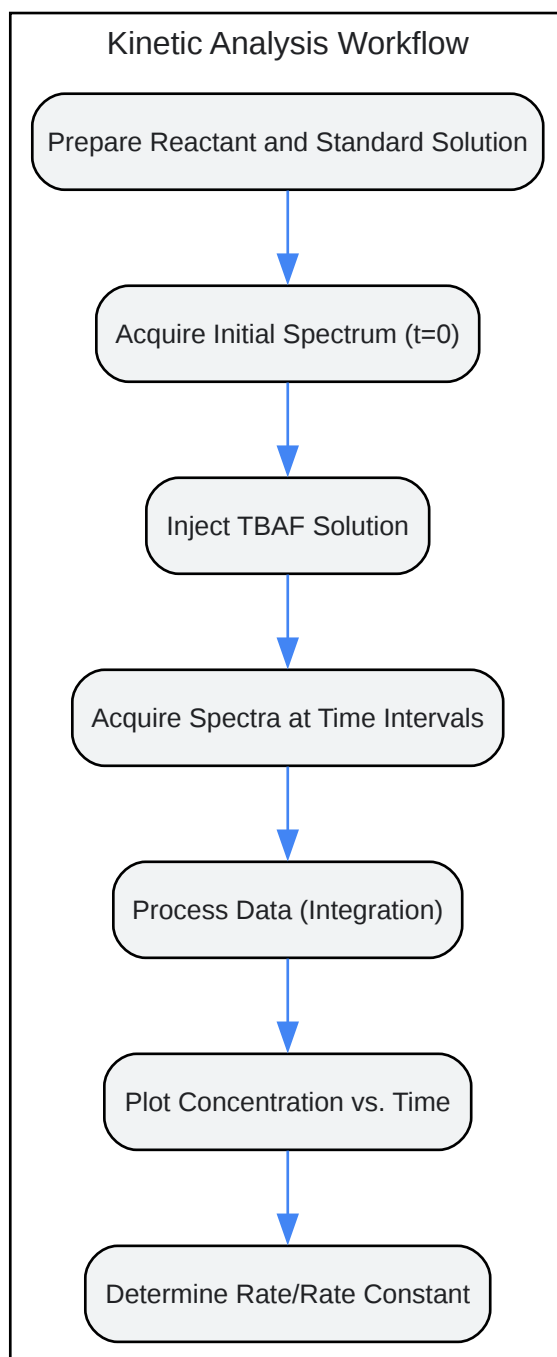 Kinetic Analysis Workflow
Prepare Reactant and Standard Solution
Acquire Initial Spectrum (t=0)
Inject TBAF Solution
Acquire Spectra at Time Intervals
Process Data (Integration)
Plot Concentration vs. Time
Determine Rate/Rate Constant